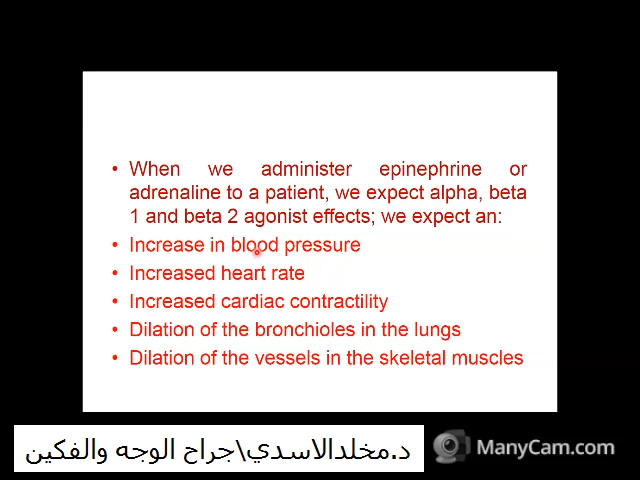 • When we administer epinephrine or
adrenaline to a patient, we expect alpha, beta
1 and beta 2 agonist effects; we expect an:
• Increase in blood pressure
• Increased heart rate
• Increased cardiac contractility
• Dilation of the bronchioles in the lungs
• Dilation of the vessels in the skeletal muscles
د.مخلدالاسدي\جراح الوجه والفكين
ManyCam.com